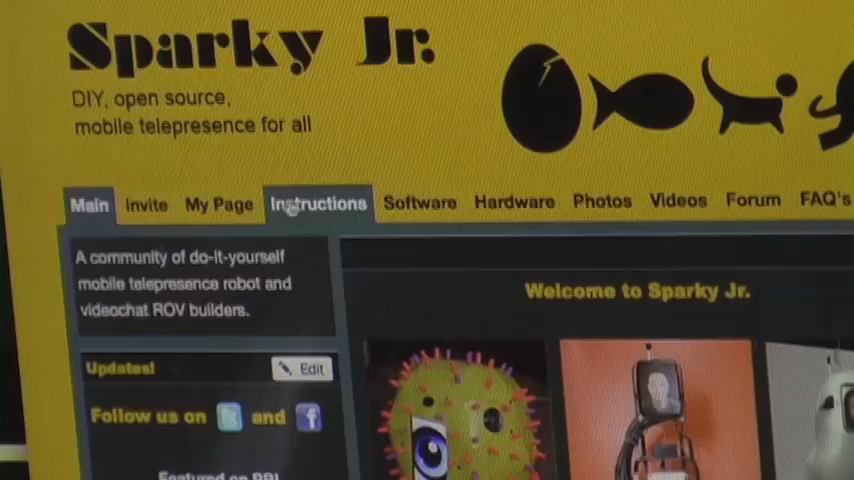 Sparky Jr.
DIY, open source,
mobile telepresence for all
Main Invite My Page Instructions Software Hardware Photos Videos Forum FAQ's
A community of do-it-yourself
mobile telepresence robot and
videochat ROV builders.
Welcome to Sparky Jr.
Updates! Edit
Follow us on and
Featured on